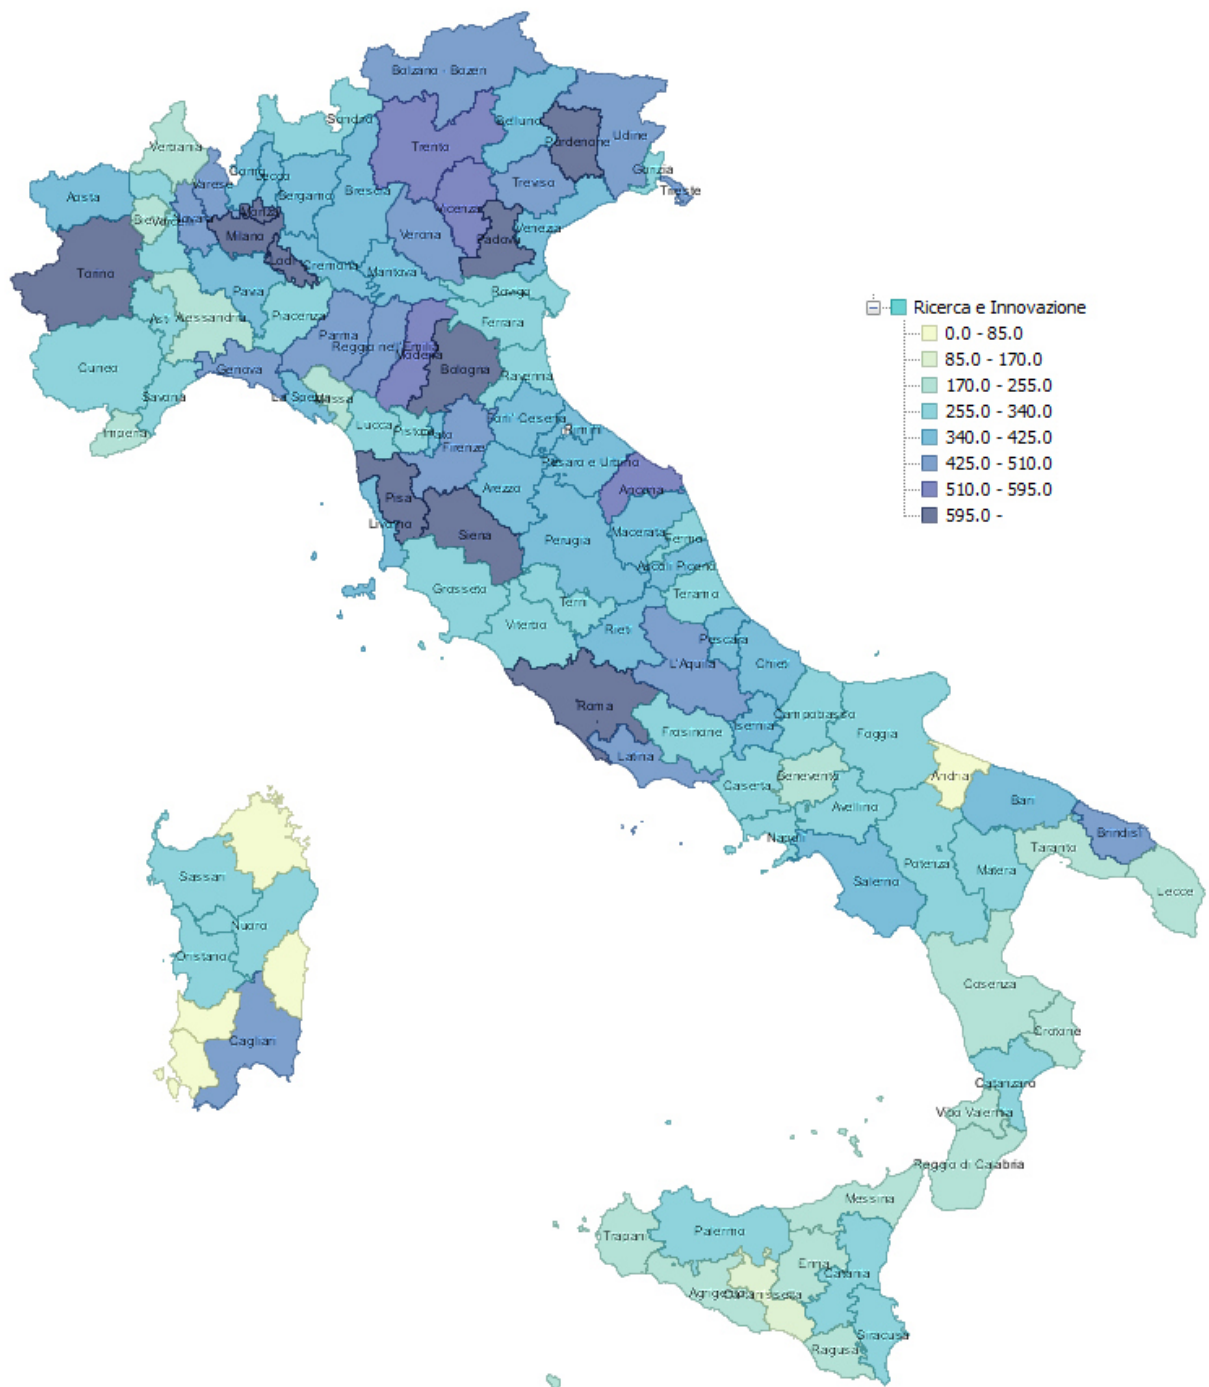 Bolzano - Bozen
Sondrio
Belluno
Pordenone
Udine
Trento
Verbania
Gorizia
Como
Lecco
Varese
Treviso
Trieste
Aosta
Bergamo
Brescia
Vicenza
Monza
Biella
Vercelli
Novara
Milano
Verona
Padova
Venezia
Lodi
Cremona
Mantova
Torino
Pavia
Rovigo
Asti
Alessandria
Piacenza
Ferrara
Parma
Reggio nell'Emilia
Modena
Bologna
Cuneo
Genova
Ravenna
Savona
La Spezia
Massa
Forli'-Cesena
Lucca
Pistoia
Prato
Rimini
Imperia
Firenze
Pesaro e Urbino
Arezzo
Ancona
Pisa
Livorno
Siena
Perugia
Macerata
Fermo
Ascoli Piceno
Grosseto
Terni
Teramo
Viterbo
Rieti
Pescara
L'Aquila
Chieti
Roma
Campobasso
Isernia
Frosinone
Foggia
Latina
Benevento
Andria
Caserta
Bari
Avellino
Brindisi
Napoli
Taranto
Potenza
Matera
Salerno
Lecce
Sassari
Nuoro
Oristano
Cagliari
Cosenza
Crotone
Catanzaro
Vibo Valentia
Reggio di Calabria
Messina
Palermo
Trapani
Enna
Catania
Agrigento
Caltanissetta
Siracusa
Ragusa
Ricerca e Innovazione
0.0 - 85.0
85.0 - 170.0
170.0 - 255.0
255.0 - 340.0
340.0 - 425.0
425.0 - 510.0
510.0 - 595.0
595.0 -